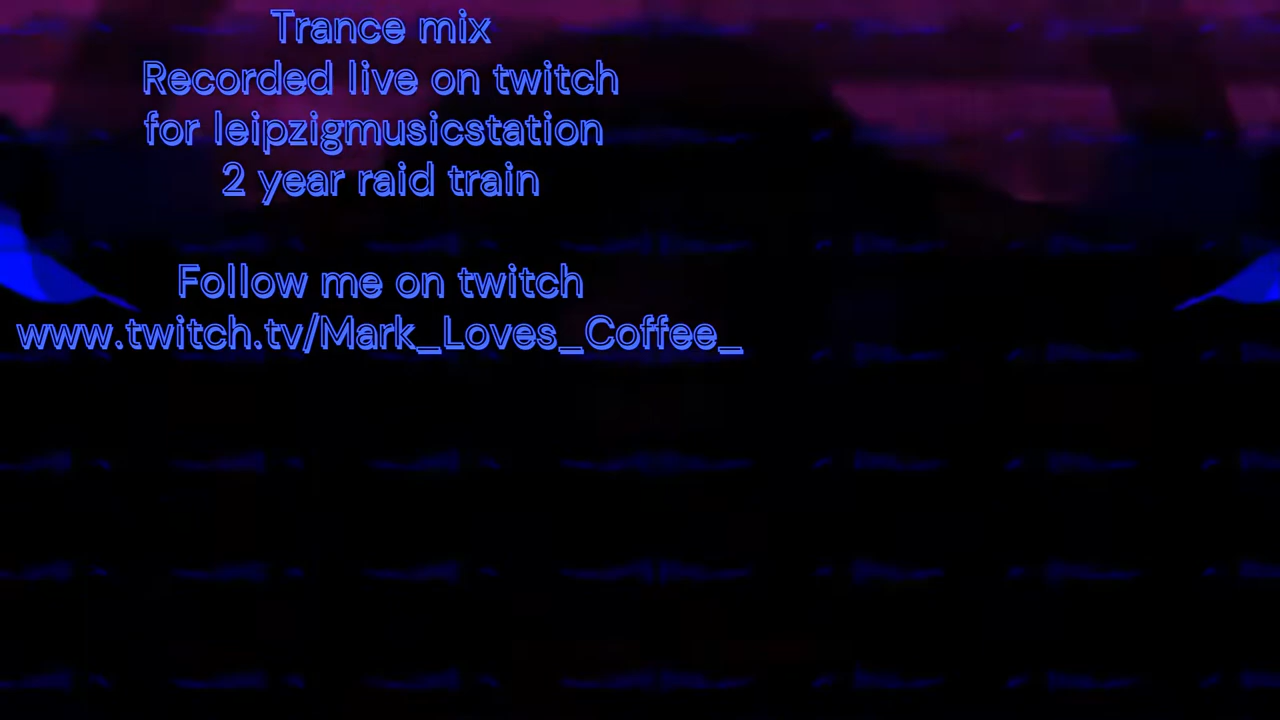 Trance mix
Recorded live on twitch
for leipzigmusicstation
2 year raid train
Follow me on twitch
www.twitch.tv/Mark_Loves_Coffee_